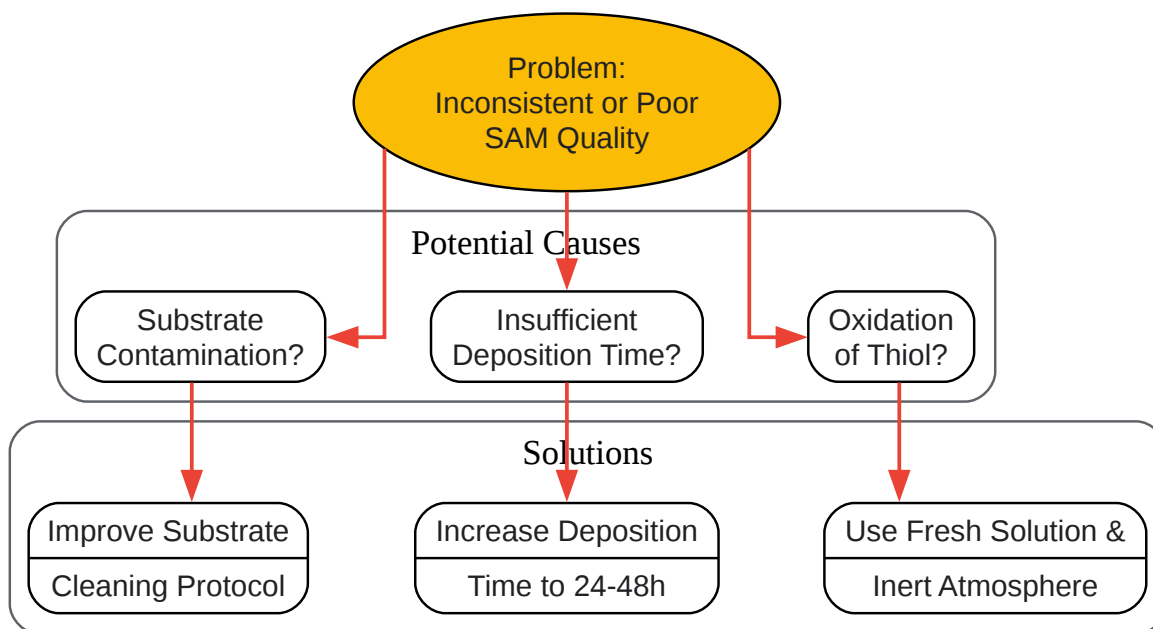 Problem:
Inconsistent or Poor
SAM Quality
Potential Causes
Substrate
Contamination?
Insufficient
Deposition Time?
Oxidation
of Thiol?
Solutions
Improve Substrate
Cleaning Protocol
Increase Deposition
Time to 24-48h
Use Fresh Solution &
Inert Atmosphere